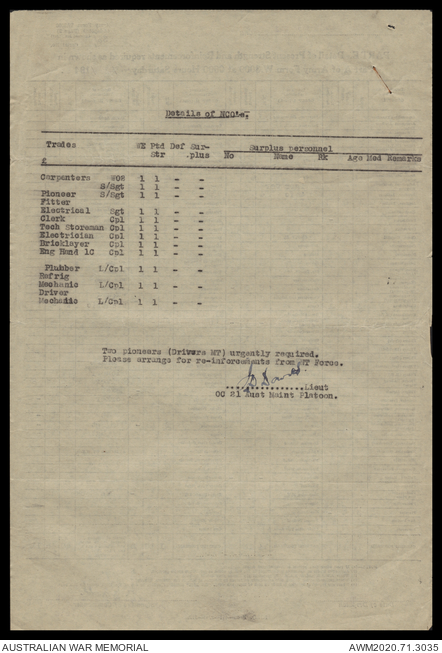 Details of NCO's.
Trades WE Ptd Def Sur- Surplus personnel
Str plus No Name Rk Age Med Remarks
g
Carpenters WO2 1 1 - -
S/Sgt 1 1 - -
Pioneer S/Sgt 1 1 - -
Fitter
Electrical Sgt 1 1 - -
Clerk Cpl 1 1 - -
Tech Storeman Cpl 1 1 - -
Electrician Cpl 1 1 - -
Bricklayer Cpl 1 1 - -
Eng Hand 1C Cpl 1 1 - -
Plubber L/Cpl 1 1 - -
Refrig
Mechanic L/Cpl 1 1 - -
Driver
Mechanic L/Cpl 1 1 - -
Two pioneers (Drivers MT) urgently required.
Please arrange for re-inforcements from NT Force.
................Lieut
OC 21 Aust Maint Platoon.
AUSTRALIAN WAR MEMORIAL AWM2020.71.3035